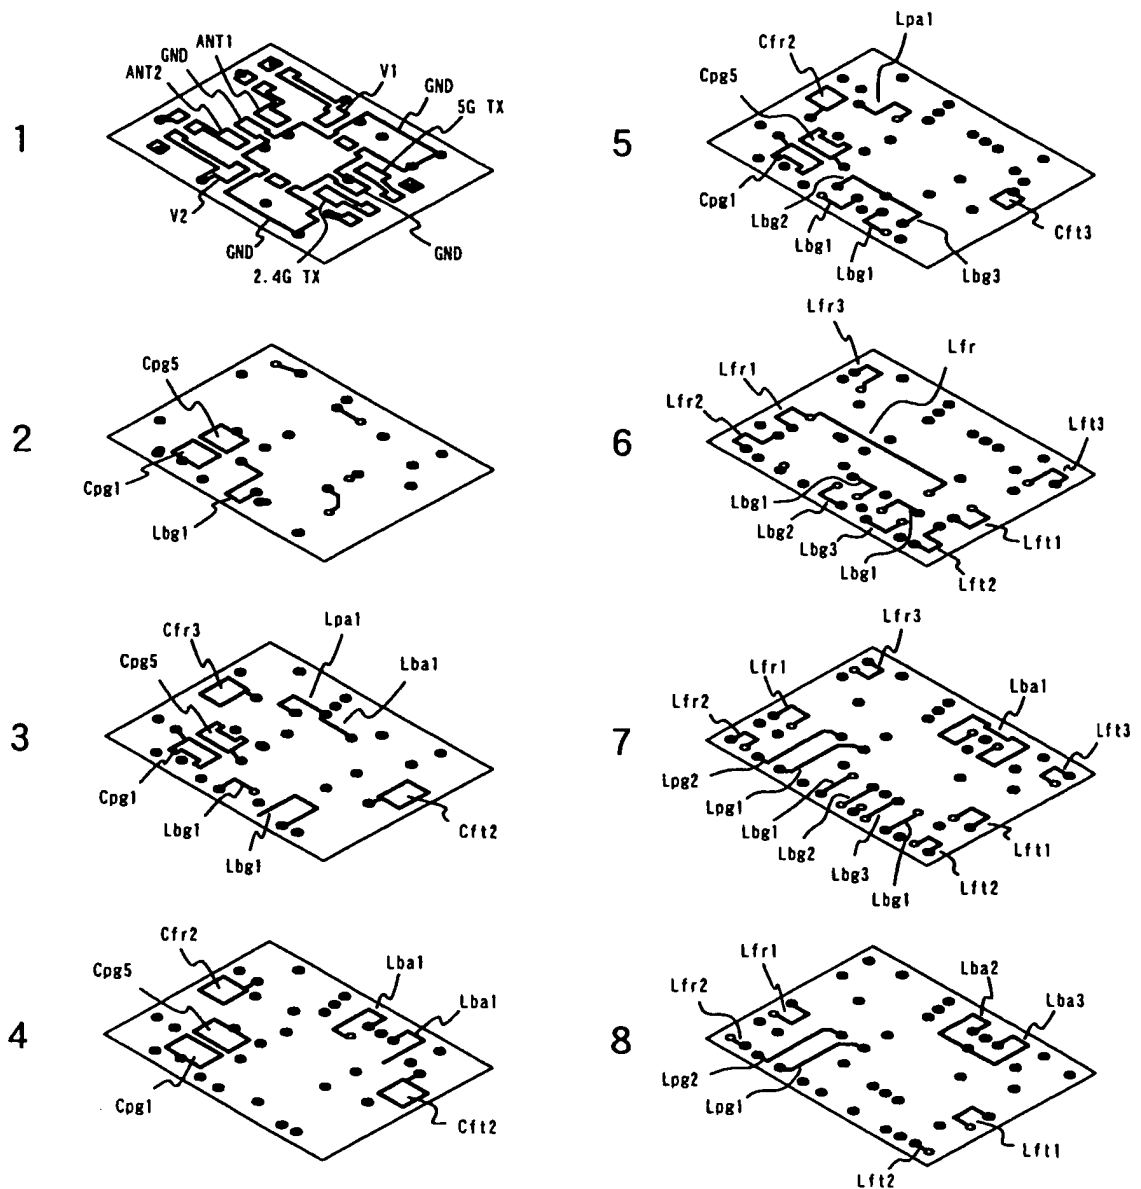 1
GND
ANT1
ANT2
V1
GND
5G TX
V2
GND
2.4G TX
GND
2
Cpg5
Cpg1
Lbg1
3
Cfr3
Lpa1
Cpg5
Lba1
Cpg1
Lbg1
Lbg1
Cft2
4
Cfr2
Cpg5
Lba1
Lba1
Cpg1
Cft2
5
Cfr2
Lpa1
Cpg5
Cpg1
Lbg2
Lbg1
Lbg1
Lbg3
Cft3
6
Lfr3
Lfr1
Lfr
Lfr2
Lft3
Lbg1
Lbg2
Lbg3
Lbg1
Lft1
Lft2
7
Lfr3
Lfr1
Lfr2
Lba1
Lft3
Lpg2
Lpg1
Lbg1
Lbg2
Lbg3
Lbg1
Lft2
Lft1
8
Lfr1
Lfr2
Lba2
Lba3
Lpg2
Lpg1
Lft1
Lft2